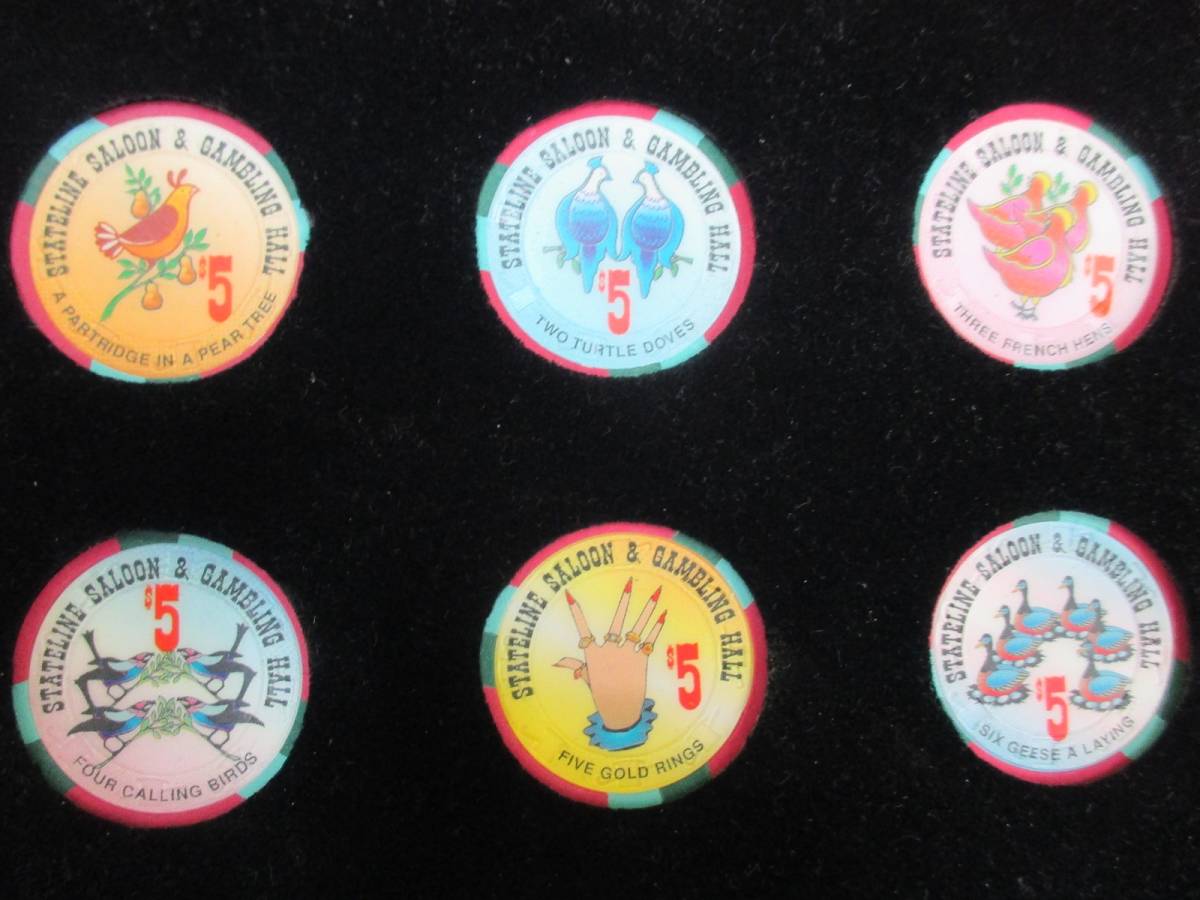 STATELINE SALOON & GAMBLING HALL
$5
A PARTRIDGE IN A PEAR TREE
STATELINE SALOON & GAMBLING HALL
$5
TWO TURTLE DOVES
STATELINE SALOON & GAMBLING HALL
$5
THREE FRENCH HENS
STATELINE SALOON & GAMBLING HALL
$5
FOUR CALLING BIRDS
STATELINE SALOON & GAMBLING HALL
$5
FIVE GOLD RINGS
STATELINE SALOON & GAMBLING HALL
$5
SIX GEESE A LAYING